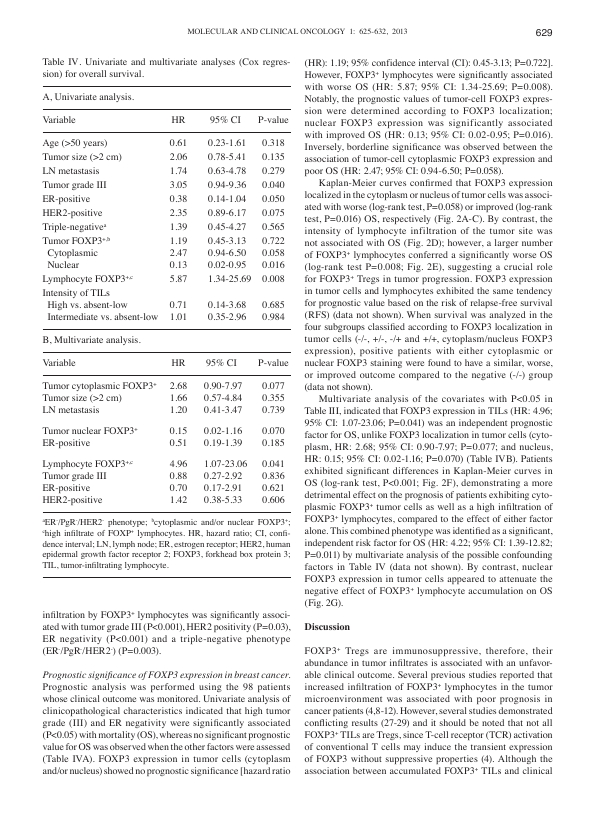 MOLECULAR AND CLINICAL ONCOLOGY 1: 625-632, 2013
629
Table IV. Univariate and multivariate analyses (Cox regres-
sion) for overall survival.
A, Univariate analysis.
Variable HR 95% CI P-value
Age (>50 years) 0.61 0.23-1.61 0.318
Tumor size (>2 cm) 2.06 0.78-5.41 0.135
LN metastasis 1.74 0.63-4.78 0.279
Tumor grade III 3.05 0.94-9.36 0.040
ER-positive 0.38 0.14-1.04 0.050
HER2-positive 2.35 0.89-6.17 0.075
Triple-negativeᵃ 1.39 0.45-4.27 0.565
Tumor FOXP3⁺,ᵇ 1.19 0.45-3.13 0.722
Cytoplasmic 2.47 0.94-6.50 0.058
Nuclear 0.13 0.02-0.95 0.016
Lymphocyte FOXP3⁺,ᶜ 5.87 1.34-25.69 0.008
Intensity of TILs
High vs. absent-low 0.71 0.14-3.68 0.685
Intermediate vs. absent-low 1.01 0.35-2.96 0.984
B, Multivariate analysis.
Variable HR 95% CI P-value
Tumor cytoplasmic FOXP3⁺ 2.68 0.90-7.97 0.077
Tumor size (>2 cm) 1.66 0.57-4.84 0.355
LN metastasis 1.20 0.41-3.47 0.739
Tumor nuclear FOXP3⁺ 0.15 0.02-1.16 0.070
ER-positive 0.51 0.19-1.39 0.185
Lymphocyte FOXP3⁺,ᶜ 4.96 1.07-23.06 0.041
Tumor grade III 0.88 0.27-2.92 0.836
ER-positive 0.70 0.17-2.91 0.621
HER2-positive 1.42 0.38-5.33 0.606
ᵃER⁻/PgR⁻/HER2⁻ phenotype; ᵇcytoplasmic and/or nuclear FOXP3⁺;
ᶜhigh infiltrate of FOXP⁺ lymphocytes. HR, hazard ratio; CI, confi-
dence interval; LN, lymph node; ER, estrogen receptor; HER2, human
epidermal growth factor receptor 2; FOXP3, forkhead box protein 3;
TIL, tumor-infiltrating lymphocyte.
infiltration by FOXP3⁺ lymphocytes was significantly associ-
ated with tumor grade III (P<0.001), HER2 positivity (P=0.03),
ER negativity (P<0.001) and a triple-negative phenotype
(ER⁻/PgR⁻/HER2⁻) (P=0.003).
Prognostic significance of FOXP3 expression in breast cancer.
Prognostic analysis was performed using the 98 patients
whose clinical outcome was monitored. Univariate analysis of
clinicopathological characteristics indicated that high tumor
grade (III) and ER negativity were significantly associated
(P<0.05) with mortality (OS), whereas no significant prognostic
value for OS was observed when the other factors were assessed
(Table IVA). FOXP3 expression in tumor cells (cytoplasm
and/or nucleus) showed no prognostic significance [hazard ratio
(HR): 1.19; 95% confidence interval (CI): 0.45-3.13; P=0.722].
However, FOXP3⁺ lymphocytes were significantly associated
with worse OS (HR: 5.87; 95% CI: 1.34-25.69; P=0.008).
Notably, the prognostic values of tumor-cell FOXP3 expres-
sion were determined according to FOXP3 localization;
nuclear FOXP3 expression was significantly associated
with improved OS (HR: 0.13; 95% CI: 0.02-0.95; P=0.016).
Inversely, borderline significance was observed between the
association of tumor-cell cytoplasmic FOXP3 expression and
poor OS (HR: 2.47; 95% CI: 0.94-6.50; P=0.058).
Kaplan-Meier curves confirmed that FOXP3 expression
localized in the cytoplasm or nucleus of tumor cells was associ-
ated with worse (log-rank test, P=0.058) or improved (log-rank
test, P=0.016) OS, respectively (Fig. 2A-C). By contrast, the
intensity of lymphocyte infiltration of the tumor site was
not associated with OS (Fig. 2D); however, a larger number
of FOXP3⁺ lymphocytes conferred a significantly worse OS
(log-rank test P=0.008; Fig. 2E), suggesting a crucial role
for FOXP3⁺ Tregs in tumor progression. FOXP3 expression
in tumor cells and lymphocytes exhibited the same tendency
for prognostic value based on the risk of relapse-free survival
(RFS) (data not shown). When survival was analyzed in the
four subgroups classified according to FOXP3 localization in
tumor cells (-/-, +/-, -/+ and +/+, cytoplasm/nucleus FOXP3
expression), positive patients with either cytoplasmic or
nuclear FOXP3 staining were found to have a similar, worse,
or improved outcome compared to the negative (-/-) group
(data not shown).
Multivariate analysis of the covariates with P<0.05 in
Table III, indicated that FOXP3 expression in TILs (HR: 4.96;
95% CI: 1.07-23.06; P=0.041) was an independent prognostic
factor for OS, unlike FOXP3 localization in tumor cells (cyto-
plasm, HR: 2.68; 95% CI: 0.90-7.97; P=0.077; and nucleus,
HR: 0.15; 95% CI: 0.02-1.16; P=0.070) (Table IVB). Patients
exhibited significant differences in Kaplan-Meier curves in
OS (log-rank test, P<0.001; Fig. 2F), demonstrating a more
detrimental effect on the prognosis of patients exhibiting cyto-
plasmic FOXP3⁺ tumor cells as well as a high infiltration of
FOXP3⁺ lymphocytes, compared to the effect of either factor
alone. This combined phenotype was identified as a significant,
independent risk factor for OS (HR: 4.22; 95% CI: 1.39-12.82;
P=0.011) by multivariate analysis of the possible confounding
factors in Table IV (data not shown). By contrast, nuclear
FOXP3 expression in tumor cells appeared to attenuate the
negative effect of FOXP3⁺ lymphocyte accumulation on OS
(Fig. 2G).
Discussion
FOXP3⁺ Tregs are immunosuppressive, therefore, their
abundance in tumor infiltrates is associated with an unfavor-
able clinical outcome. Several previous studies reported that
increased infiltration of FOXP3⁺ lymphocytes in the tumor
microenvironment was associated with poor prognosis in
cancer patients (4,8-12). However, several studies demonstrated
conflicting results (27-29) and it should be noted that not all
FOXP3⁺ TILs are Tregs, since T-cell receptor (TCR) activation
of conventional T cells may induce the transient expression
of FOXP3 without suppressive properties (4). Although the
association between accumulated FOXP3⁺ TILs and clinical